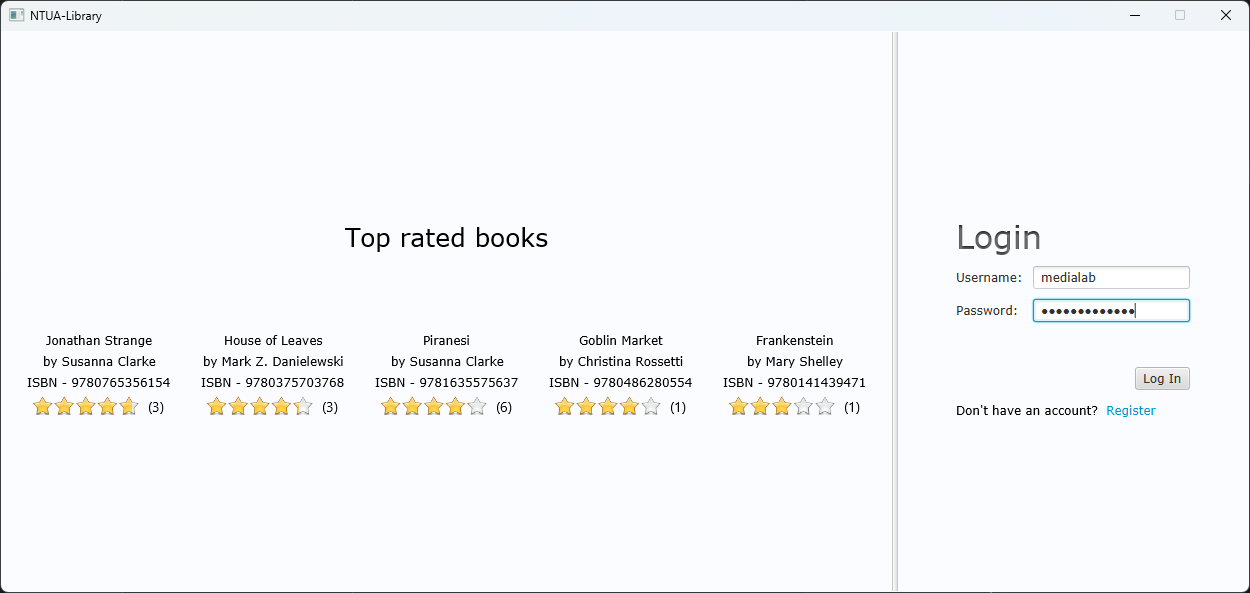 NTUA-Library
Top rated books
Jonathan Strange
by Susanna Clarke
ISBN - 9780765356154
(3)
House of Leaves
by Mark Z. Danielewski
ISBN - 9780375703768
(3)
Piranesi
by Susanna Clarke
ISBN - 9781635575637
(6)
Goblin Market
by Christina Rossetti
ISBN - 9780486280554
(1)
Frankenstein
by Mary Shelley
ISBN - 9780141439471
(1)
Login
Username: medialab
Password: •••••••••••••
Log In
Don't have an account? Register